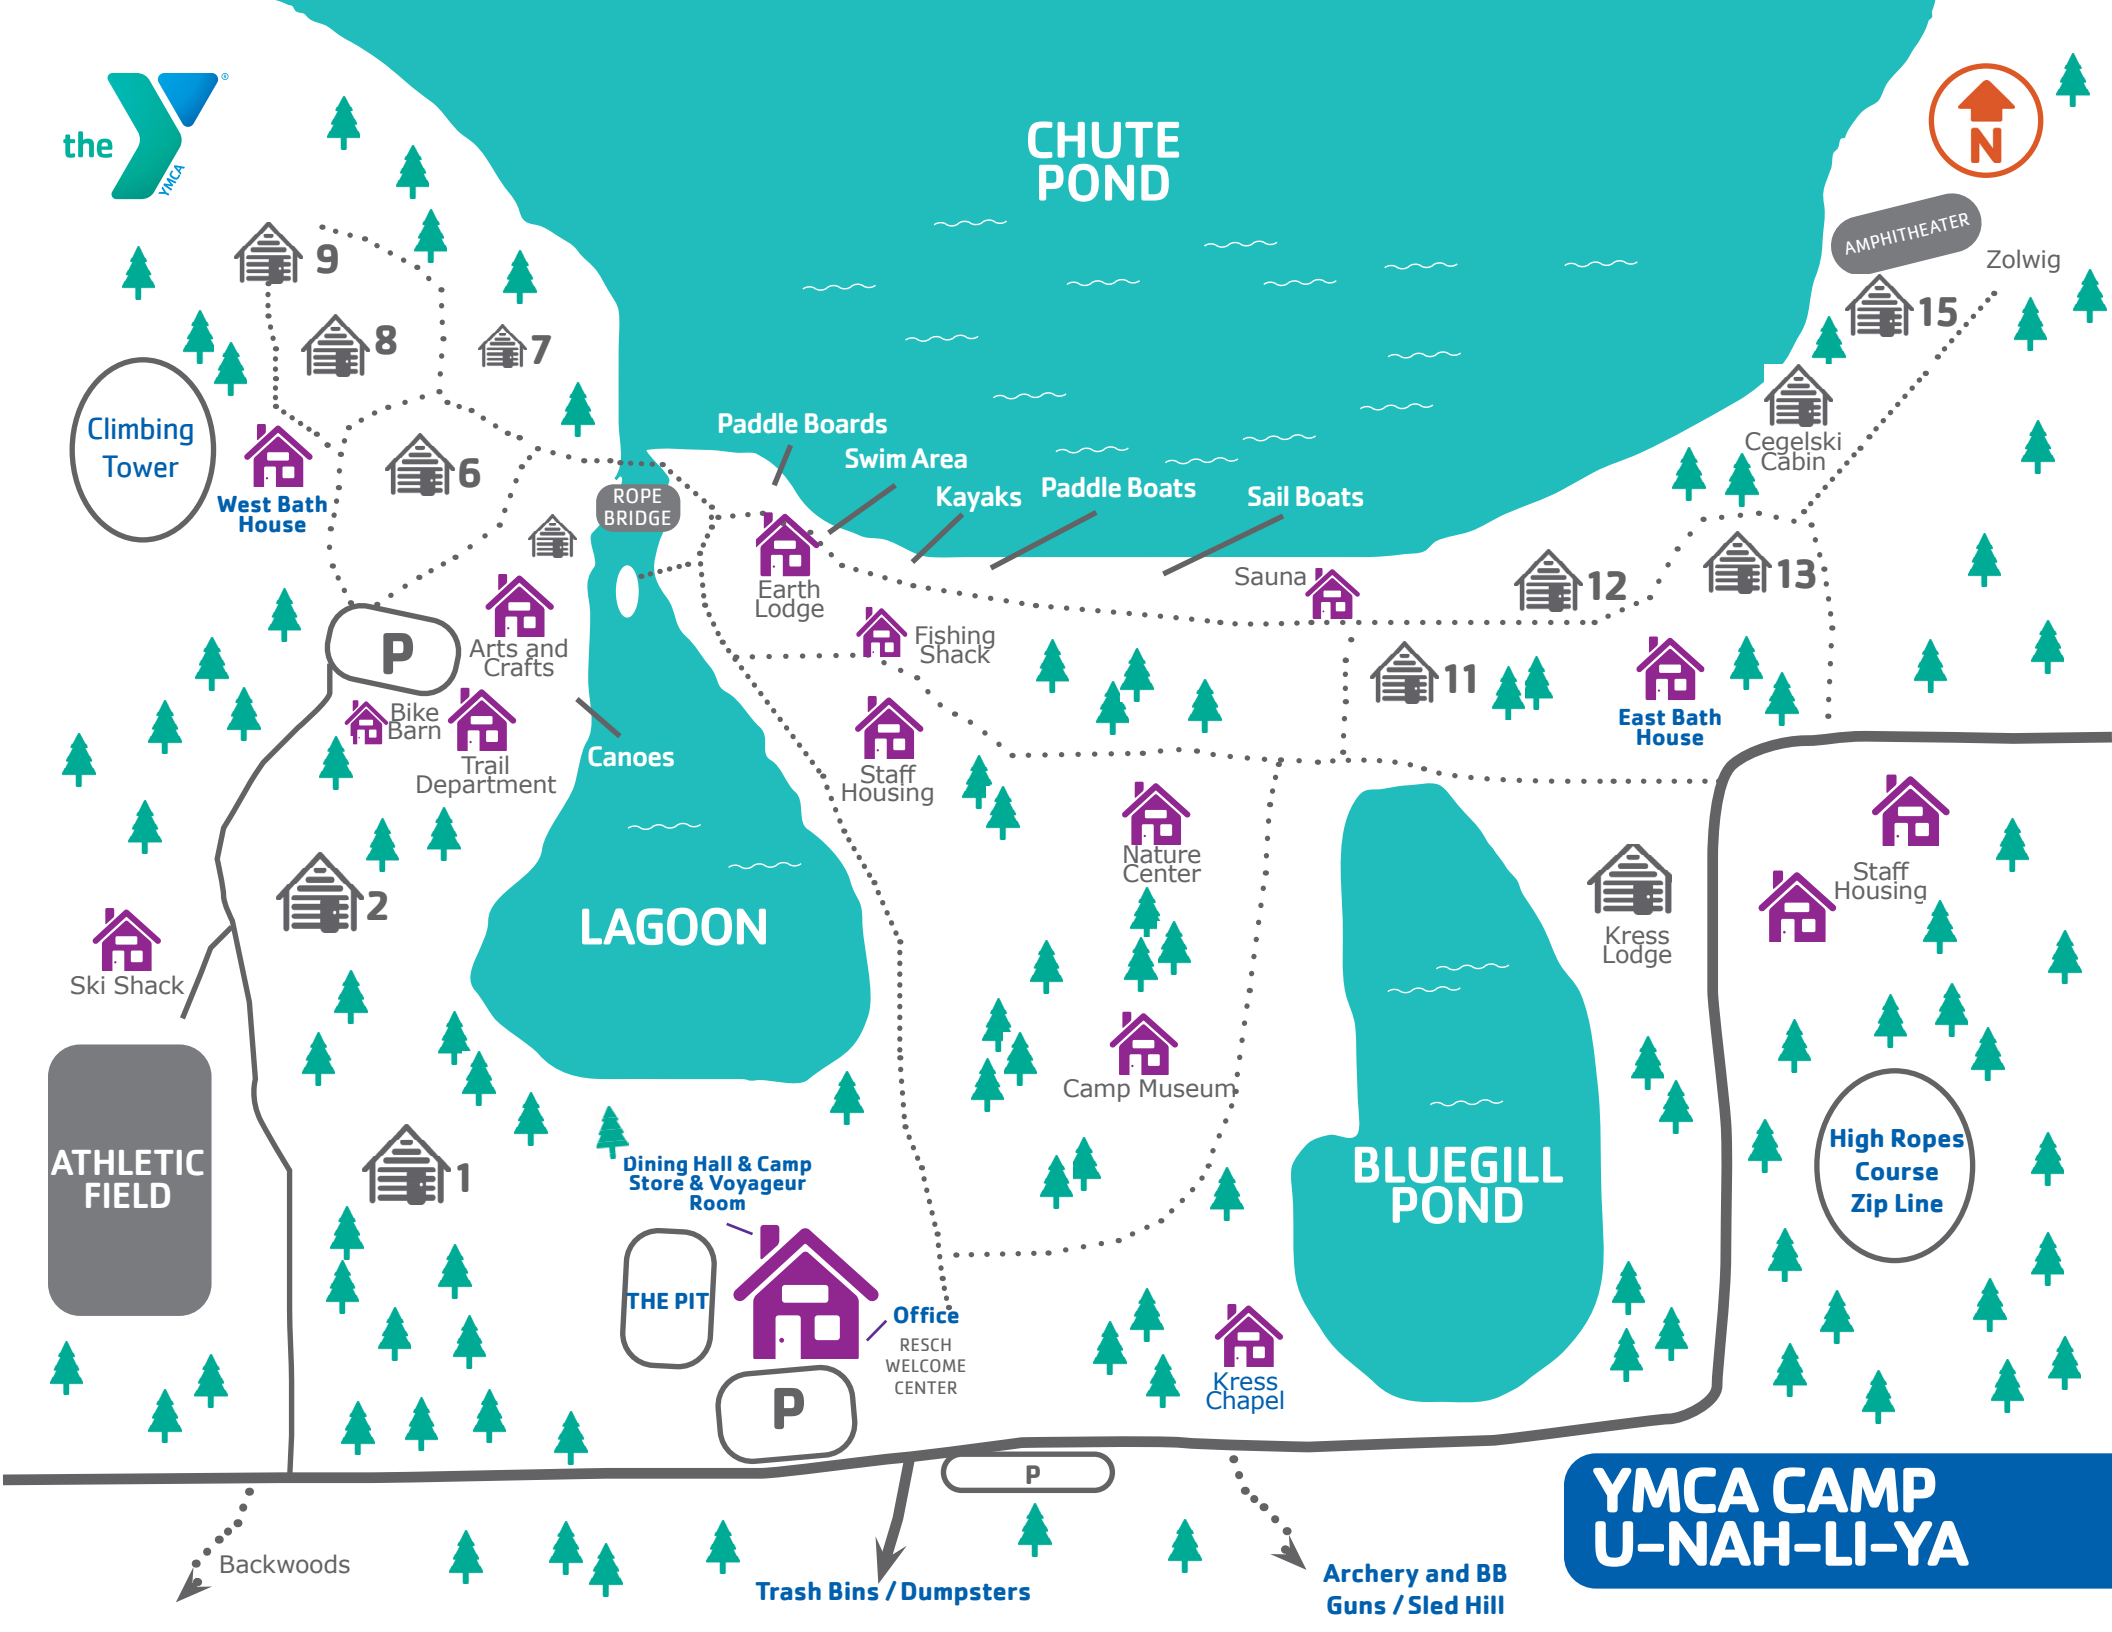 the
YMCA
®
CHUTE
POND
N
AMPHITHEATER
Zolwig
9
8
7
15
Climbing
Tower
West Bath
House
6
ROPE
BRIDGE
Paddle Boards
Swim Area
Kayaks
Paddle Boats
Sail Boats
Cegelski
Cabin
Earth
Lodge
Sauna
12
13
P
Arts and
Crafts
Fishing
Shack
11
East Bath
House
Bike
Barn
Trail
Department
Canoes
Staff
Housing
Nature
Center
2
LAGOON
Kress
Lodge
Staff
Housing
Ski Shack
Camp Museum
ATHLETIC
FIELD
1
Dining Hall & Camp
Store & Voyageur
Room
BLUEGILL
POND
High Ropes
Course
Zip Line
THE PIT
Office
RESCH
WELCOME
CENTER
Kress
Chapel
P
P
Backwoods
Trash Bins / Dumpsters
Archery and BB
Guns / Sled Hill
YMCA CAMP
U-NAH-LI-YA